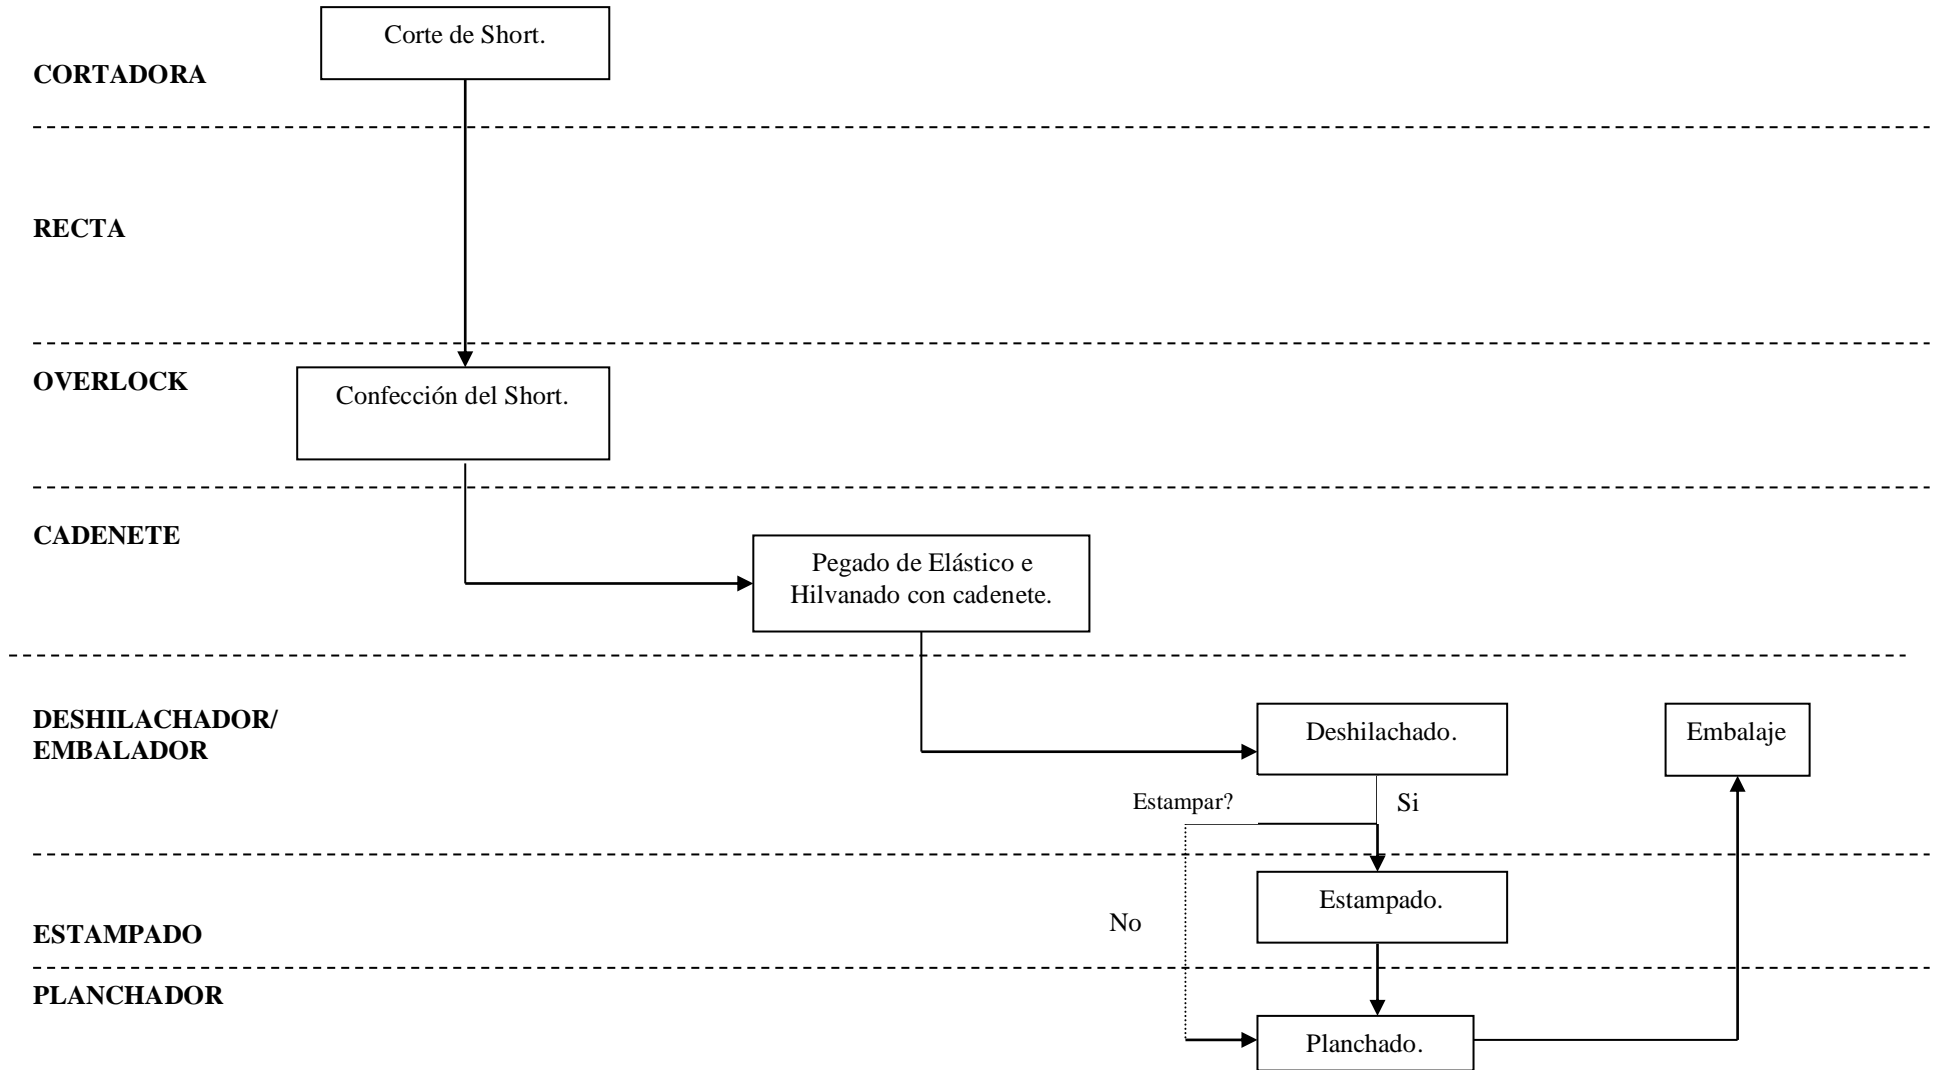 Corte de Short.
CORTADORA
RECTA
OVERLOCK
Confección del Short.
CADENETE
Pegado de Elástico e
Hilvanado con cadenete.
DESHILACHADOR/
EMBALADOR
Deshilachado.
Embalaje
Estampar?
Si
Estampado.
No
ESTAMPADO
PLANCHADOR
Planchado.